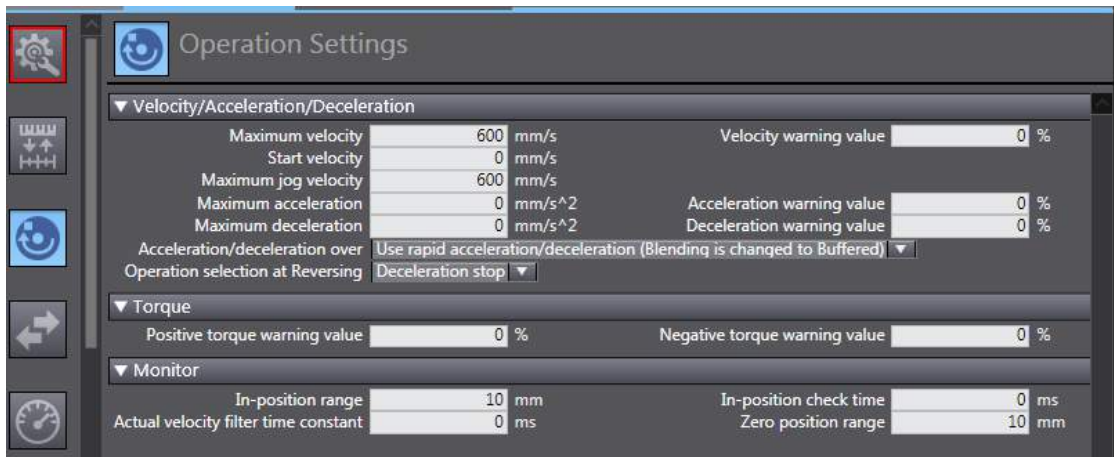 Operation Settings
▼ Velocity/Acceleration/Deceleration
Maximum velocity 600 mm/s Velocity warning value 0 %
Start velocity 0 mm/s
Maximum jog velocity 600 mm/s
Maximum acceleration 0 mm/s^2 Acceleration warning value 0 %
Maximum deceleration 0 mm/s^2 Deceleration warning value 0 %
Acceleration/deceleration over Use rapid acceleration/deceleration (Blending is changed to Buffered) ▼
Operation selection at Reversing Deceleration stop ▼
▼ Torque
Positive torque warning value 0 % Negative torque warning value 0 %
▼ Monitor
In-position range 10 mm In-position check time 0 ms
Actual velocity filter time constant 0 ms Zero position range 10 mm